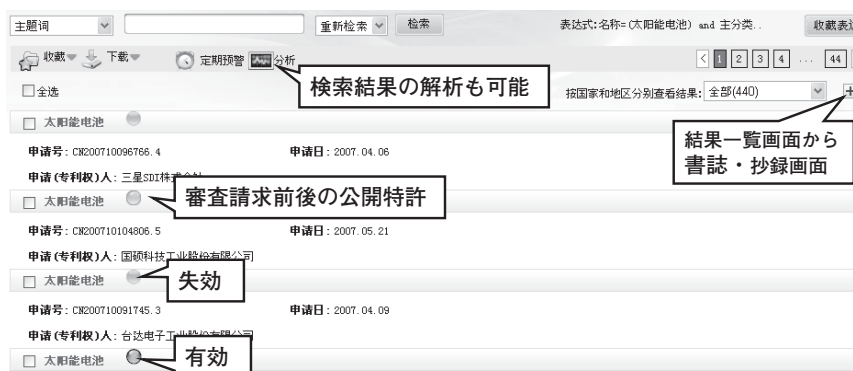 主题词 重新检索 检索 表达式:名称=(太阳能电池) and 主分类.. 收藏表
收藏 下载 定期预警 分析 < 1 2 3 4 ... 44
検索結果の解析も可能
全选 按国家和地区分别查看结果: 全部(440)
太阳能电池
結果一覧画面から
書誌・抄録画面
申请号: CN200710096766.4 申请日: 2007.04.06
申请(专利权)人: 三星SDI株式会社
審査請求前後の公開特許
太阳能电池
申请号: CN200710104806.5 申请日: 2007.05.21
申请(专利权)人: 国硕科技工业股份有限公司
太阳能电池
失効
申请号: CN200710091745.3 申请日: 2007.04.09
申请(专利权)人: 台达电子工业股份有限公司
太阳能电池
有効